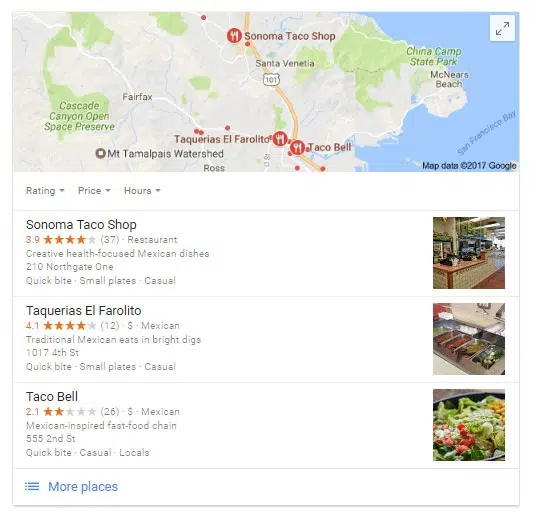 Sonoma Taco Shop
China Camp
State Park
Santa Venetia
101
McNears
Beach
Fairfax
Cascade
Canyon Open
Space Preserve
San Francisco Bay
Taquerias El Farolito
Taco Bell
Mt Tamalpais Watershed
Ross
Map data ©2017 Google
Rating Price Hours
Sonoma Taco Shop
3.9 ★★★★★ (37) · Restaurant
Creative health-focused Mexican dishes
210 Northgate One
Quick bite · Small plates · Casual
Taquerias El Farolito
4.1 ★★★★★ (12) · $ · Mexican
Traditional Mexican eats in bright digs
1017 4th St
Quick bite · Small plates · Casual
Taco Bell
2.1 ★★★★★ (26) · $ · Mexican
Mexican-inspired fast-food chain
555 2nd St
Quick bite · Casual · Locals
More places